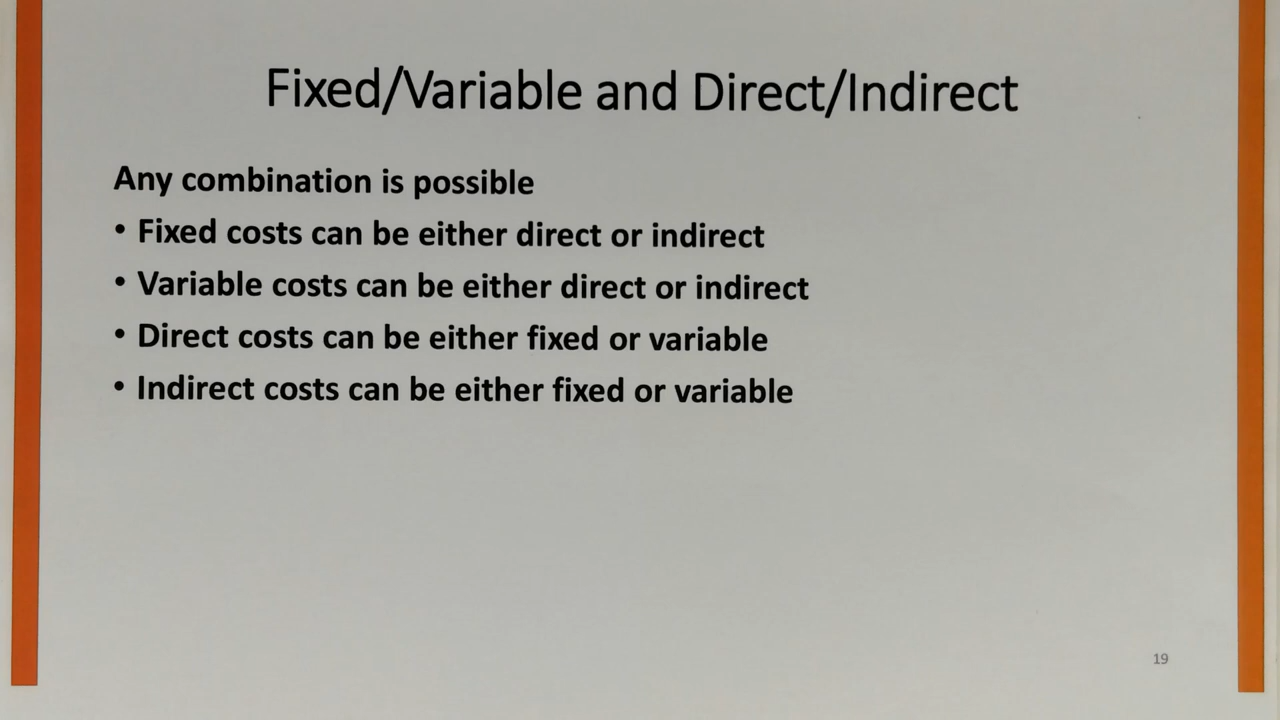 Fixed/Variable and Direct/Indirect
Any combination is possible
• Fixed costs can be either direct or indirect
• Variable costs can be either direct or indirect
• Direct costs can be either fixed or variable
• Indirect costs can be either fixed or variable
19